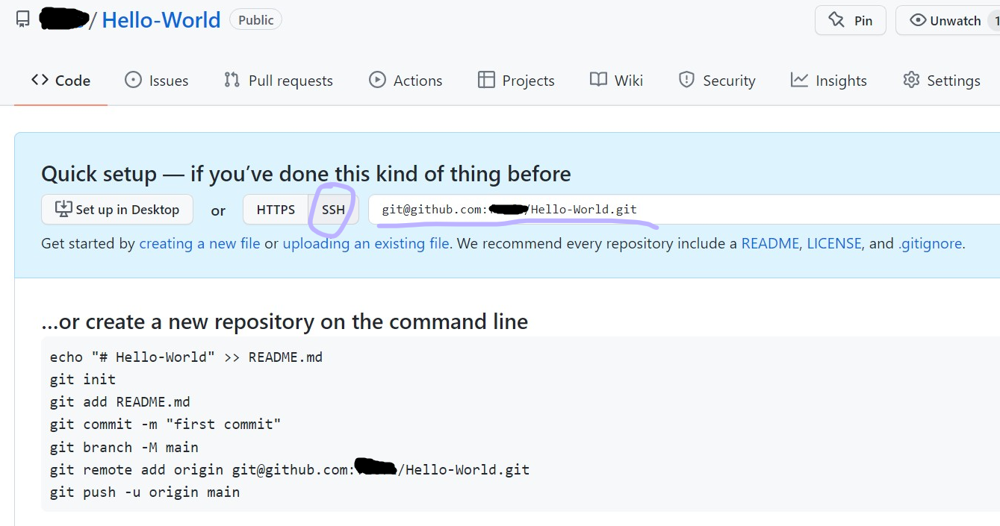 / Hello-World Public Pin Unwatch 1
Code Issues Pull requests Actions Projects Wiki Security Insights Settings
Quick setup — if you’ve done this kind of thing before
Set up in Desktop or HTTPS SSH git@github.com: /Hello-World.git
Get started by creating a new file or uploading an existing file. We recommend every repository include a README, LICENSE, and .gitignore.
...or create a new repository on the command line
echo "# Hello-World" >> README.md
git init
git add README.md
git commit -m "first commit"
git branch -M main
git remote add origin git@github.com: /Hello-World.git
git push -u origin main